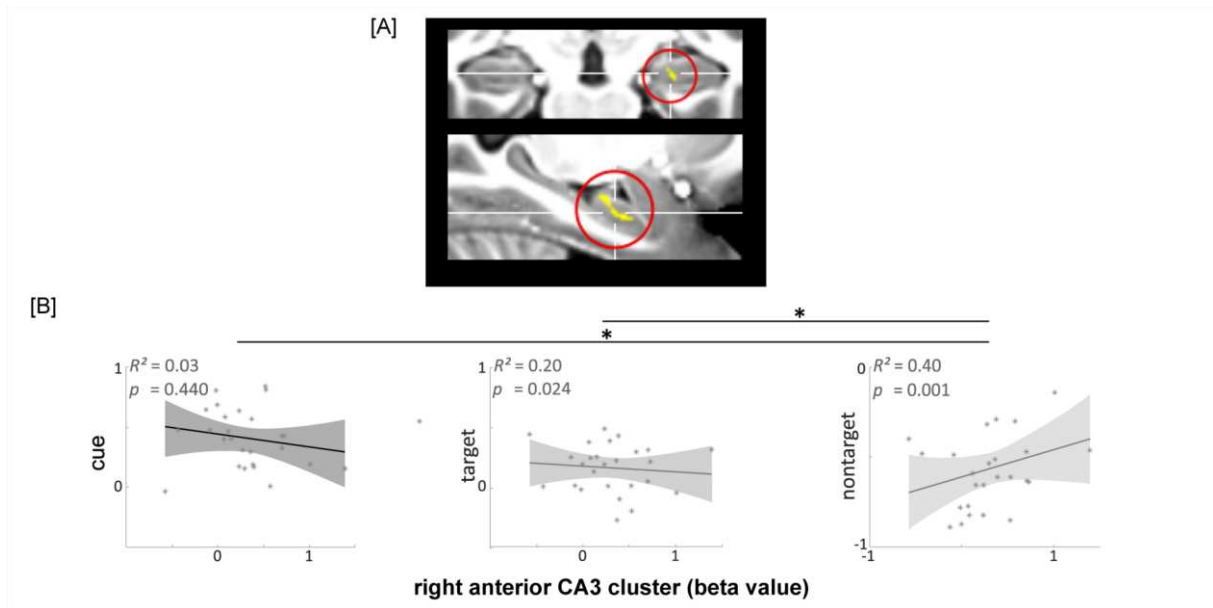 [A]
[B]
*
*
R² = 0.03
p = 0.440
1
cue
0
0
1
R² = 0.20
p = 0.024
1
target
0
0
1
R² = 0.40
p = 0.001
0
nontarget
-1
-1
1
right anterior CA3 cluster (beta value)